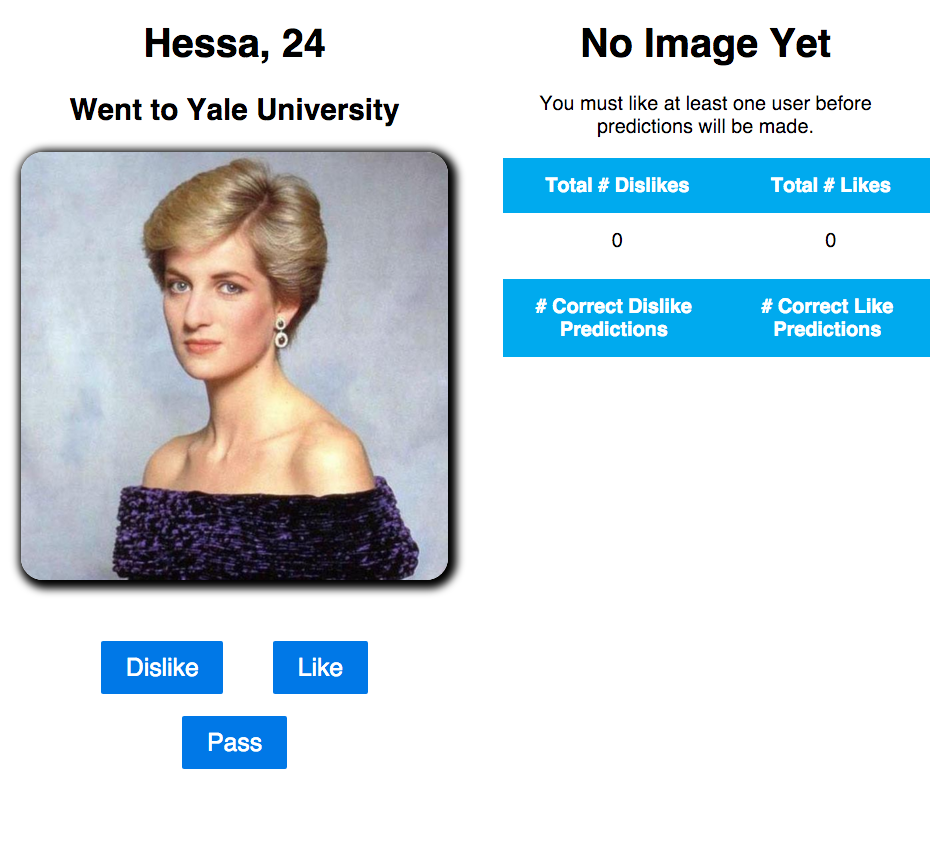 Hessa, 24
Went to Yale University
Dislike
Like
Pass
No Image Yet
You must like at least one user before
predictions will be made.
Total # Dislikes
Total # Likes
0
0
# Correct Dislike
Predictions
# Correct Like
Predictions